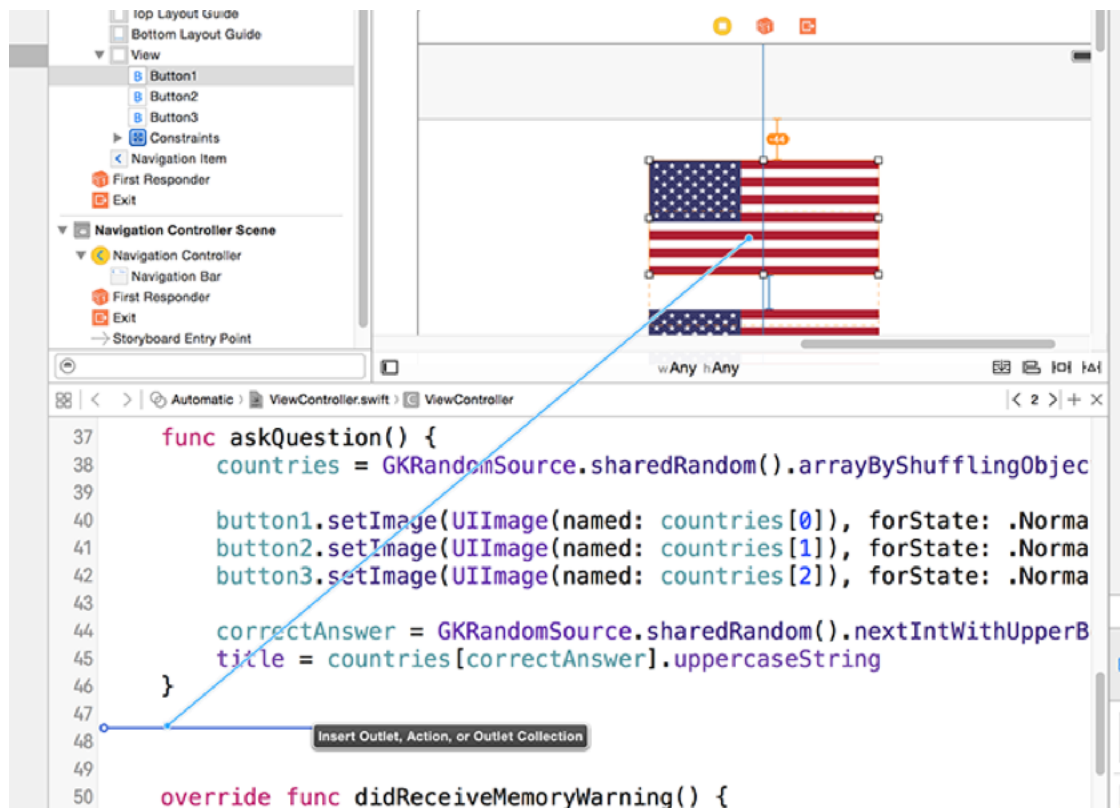 Top Layout Guide
Bottom Layout Guide
View
B Button1
B Button2
B Button3
Constraints
Navigation Item
First Responder
Exit
Navigation Controller Scene
Navigation Controller
Navigation Bar
First Responder
Exit
Storyboard Entry Point
-44
wAny hAny
Automatic ViewController.swift C ViewController
< 2 > + ×
37 func askQuestion() {
38 countries = GKRandomSource.sharedRandom().arrayByShufflingObjec
39
40 button1.setImage(UIImage(named: countries[0]), forState: .Norma
41 button2.setImage(UIImage(named: countries[1]), forState: .Norma
42 button3.setImage(UIImage(named: countries[2]), forState: .Norma
43
44 correctAnswer = GKRandomSource.sharedRandom().nextIntWithUpperB
45 title = countries[correctAnswer].uppercaseString
46 }
47
Insert Outlet, Action, or Outlet Collection
48
49
50 override func didReceiveMemoryWarning() {